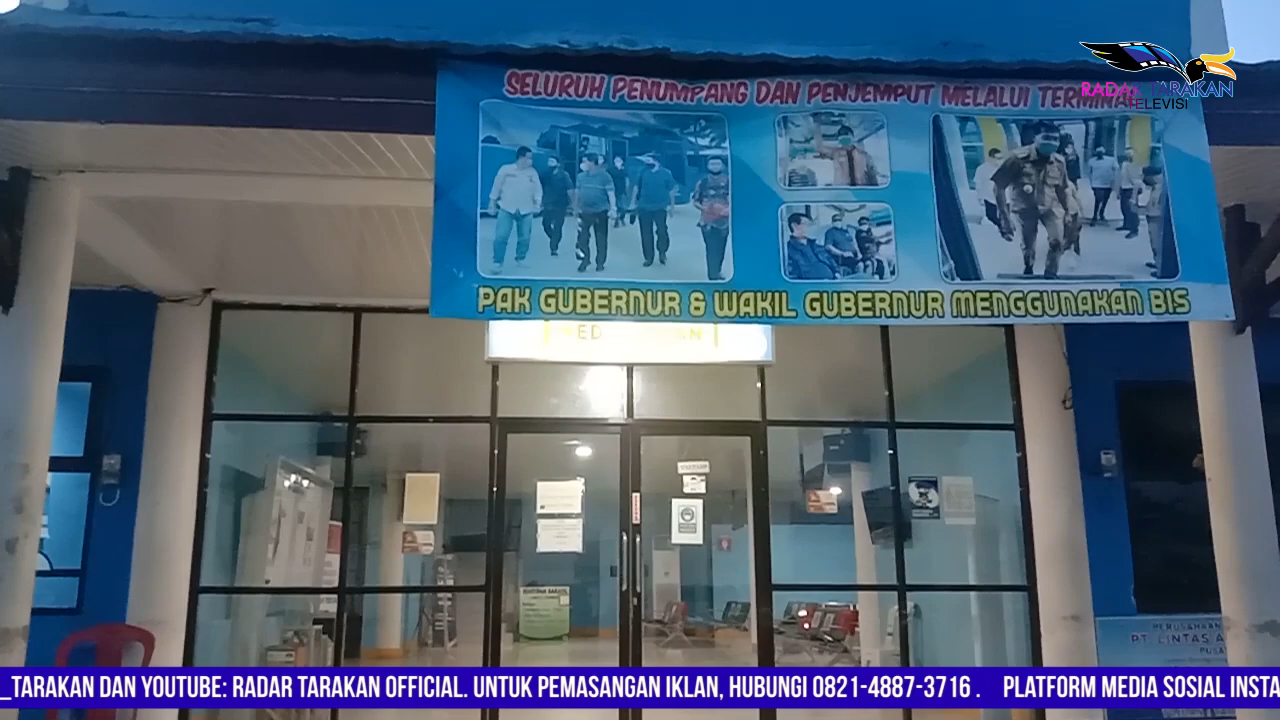 SELURUH PENUMPANG DAN PENJEMPUT MELALUI TERMINAL
RADAR TARAKAN
TELEVISI
PAK GUBERNUR & WAKIL GUBERNUR MENGGUNAKAN BIS
PERUSAHAAN
PT. LINTAS A
PUSA
_TARAKAN DAN YOUTUBE: RADAR TARAKAN OFFICIAL. UNTUK PEMASANGAN IKLAN, HUBUNGI 0821-4887-3716 . PLATFORM MEDIA SOSIAL INSTA